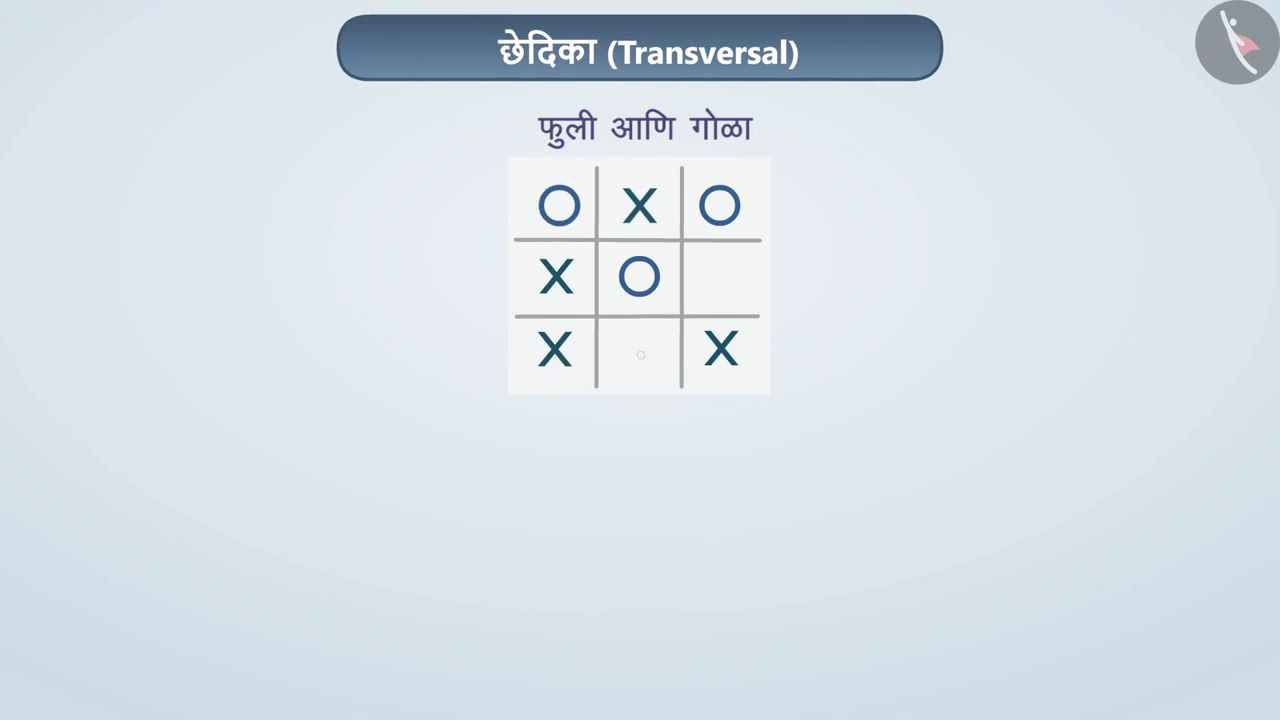 छेदिका (Transversal)
फुली आणि गोळा
O X O
X O
X X